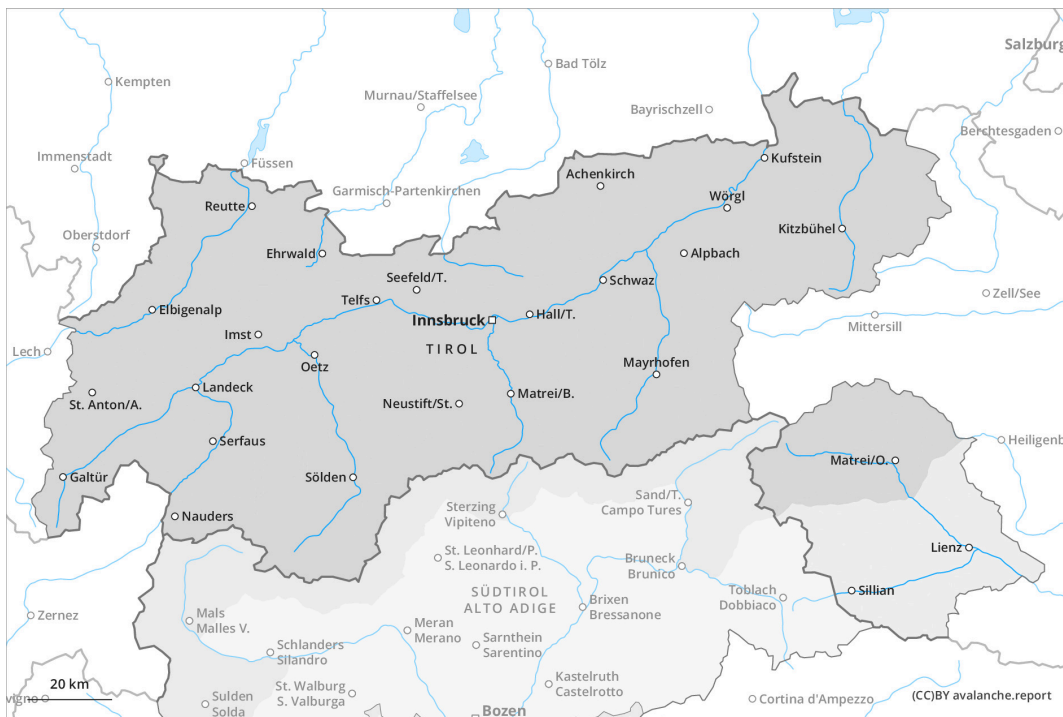 Salzburg
Kempten
Bad Tölz
Murnau/Staffelsee
Bayrischzell
Berchtesgaden
Immenstadt
Füssen
Kufstein
Achenkirch
Garmisch-Partenkirchen
Reutte
Wörgl
Kitzbühel
Oberstdorf
Ehrwald
Alpbach
Seefeld/T.
Schwaz
Zell/See
Telfs
Elbigenalp
Innsbruck
Hall/T.
Mittersill
Imst
TIROL
Lech
Oetz
Mayrhofen
Landeck
St. Anton/A.
Neustift/St.
Matrei/B.
Serfaus
Heiligenb
Matrei/O.
Galtür
Sölden
Sand/T.
Campo Tures
Sterzing
Vipiteno
Nauders
Lienz
St. Leonhard/P.
S. Leonardo i. P.
Bruneck
Brunico
SÜDTIROL
ALTO ADIGE
Toblach
Dobbiaco
Sillian
Zernez
Mals
Malles V.
Brixen
Bressanone
Meran
Merano
Sarnthein
Sarentino
Schlanders
Silandro
20 km
St. Walburg
S. Valburga
Kastelruth
Castelrotto
vigno
Sulden
Solda
Cortina d'Ampezzo
(CC)BY avalanche.report
Bozen